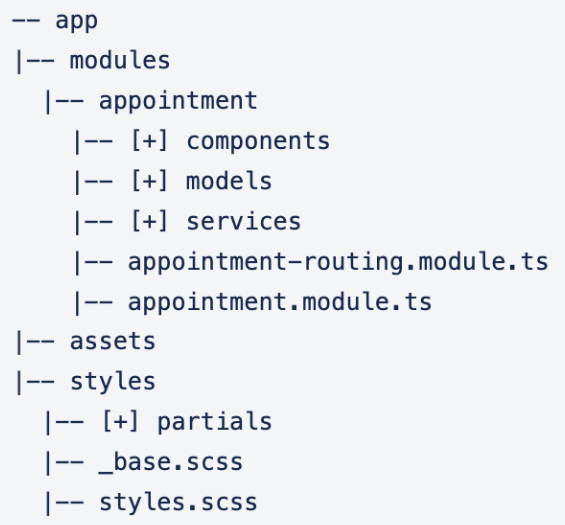 -- app
|-- modules
  |-- appointment
    |-- [+] components
    |-- [+] models
    |-- [+] services
    |-- appointment-routing.module.ts
    |-- appointment.module.ts
|-- assets
|-- styles
  |-- [+] partials
  |-- _base.scss
  |-- styles.scss